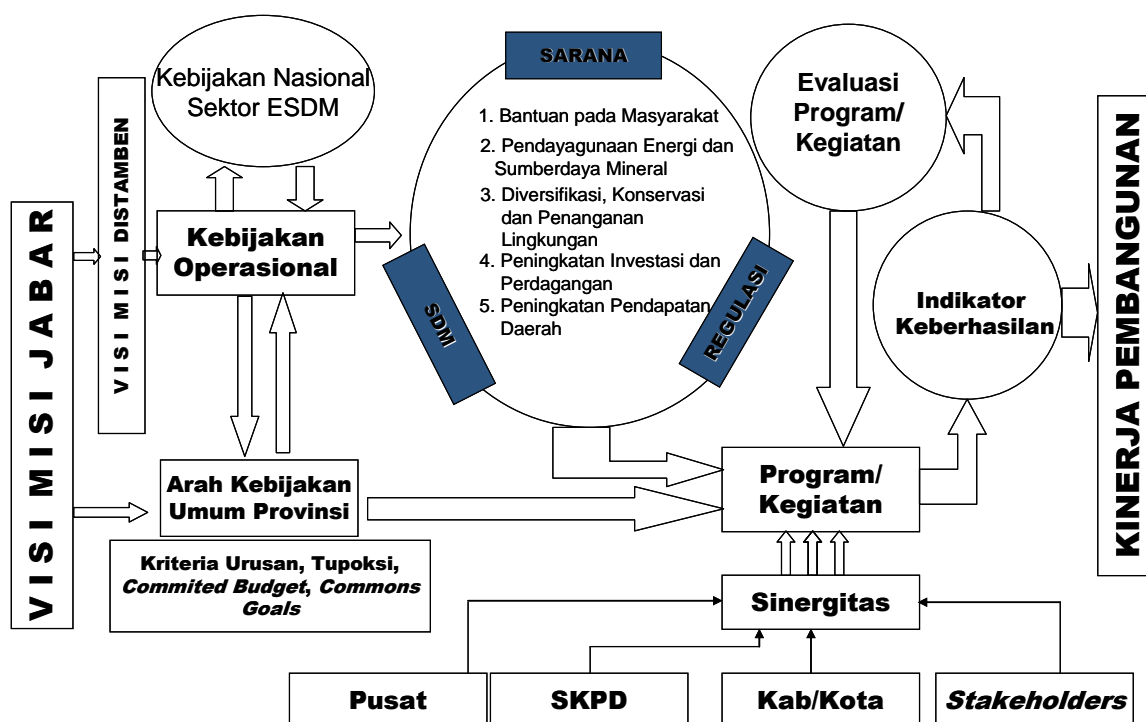 VISI MISI JABAR
VISI MISI DISTAMBEN
Kebijakan Nasional
Sektor ESDM
Kebijakan
Operasional
Arah Kebijakan
Umum Provinsi
Kriteria Urusan, Tupoksi,
Commited Budget, Commons
Goals
SARANA
1. Bantuan pada Masyarakat
2. Pendayagunaan Energi dan
Sumberdaya Mineral
3. Diversifikasi, Konservasi
dan Penanganan
Lingkungan
4. Peningkatan Investasi dan
Perdagangan
5. Peningkatan Pendapatan
Daerah
SDM
REGULASI
Evaluasi
Program/
Kegiatan
Indikator
Keberhasilan
KINERJA PEMBANGUNAN
Program/
Kegiatan
Sinergitas
Pusat
SKPD
Kab/Kota
Stakeholders